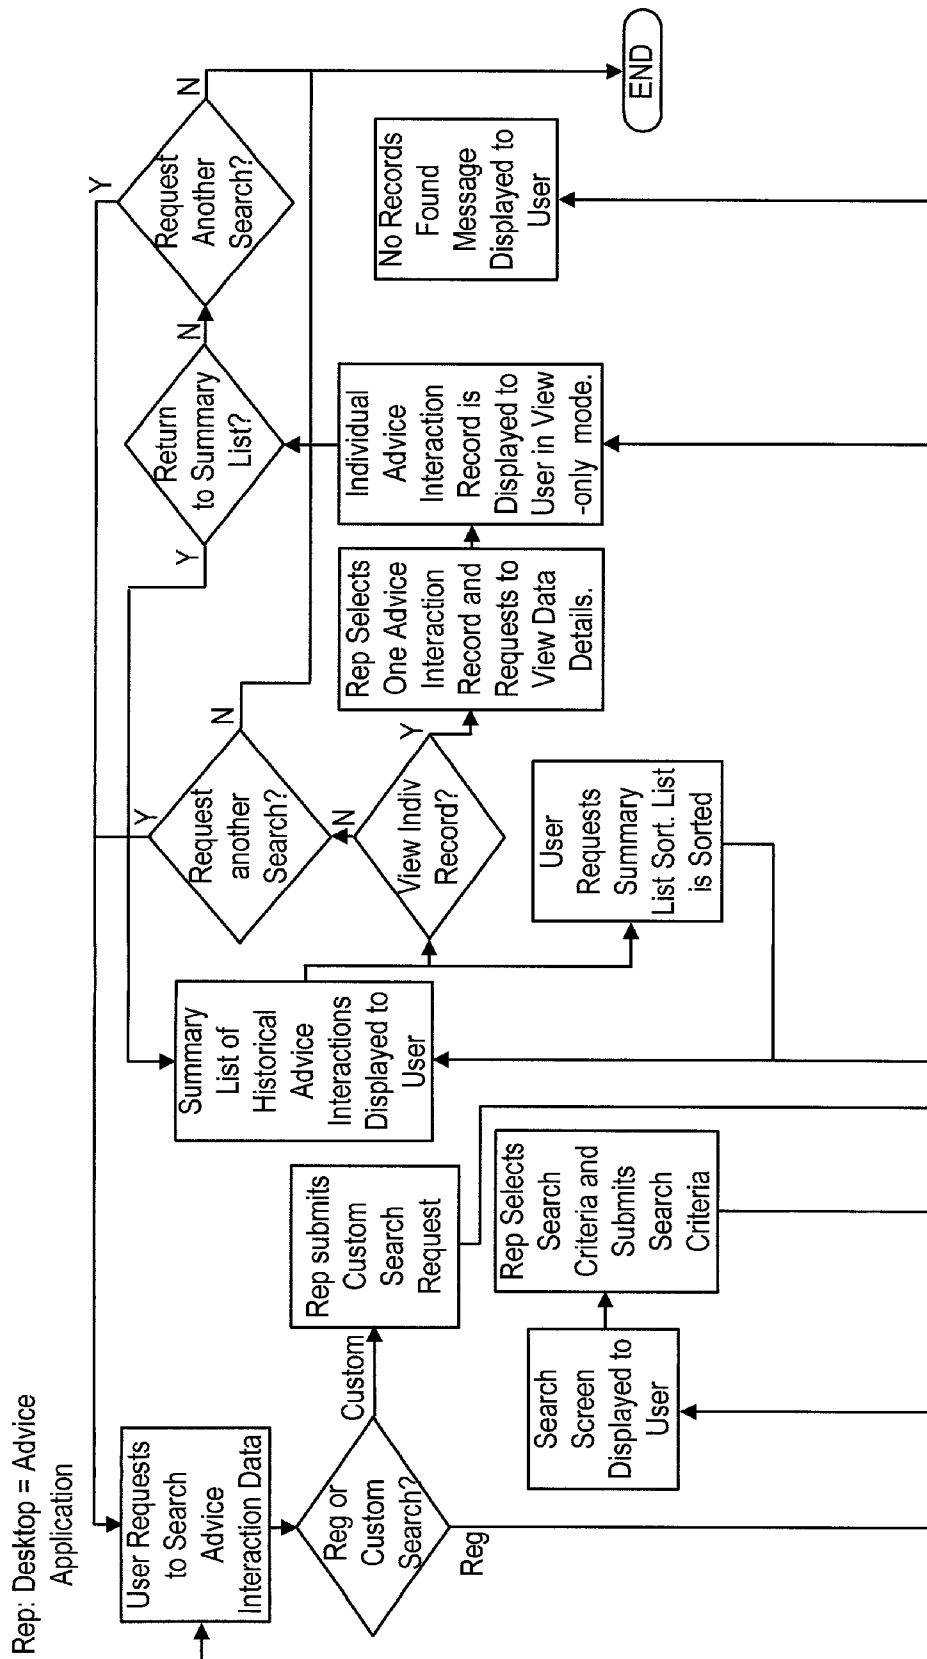 Rep: Desktop = Advice
Application
User Requests
to Search
Advice
Interaction Data
Reg or
Custom
Search?
Custom
Reg
Rep submits
Custom
Search
Request
Search
Screen
Displayed to
User
Rep Selects
Search
Criteria and
Submits
Search
Criteria
Summary
List of
Historical
Advice
Interactions
Displayed to
User
User
Requests
Summary
List Sort. List
is Sorted
View Indiv
Record?
N
Y
Request
another
Search?
Y
N
Rep Selects
One Advice
Interaction
Record and
Requests to
View Data
Details.
Individual
Advice
Interaction
Record is
Displayed to
User in View
-only mode.
Return
to Summary
List?
Y
N
Request
Another
Search?
Y
N
No Records
Found
Message
Displayed to
User
END